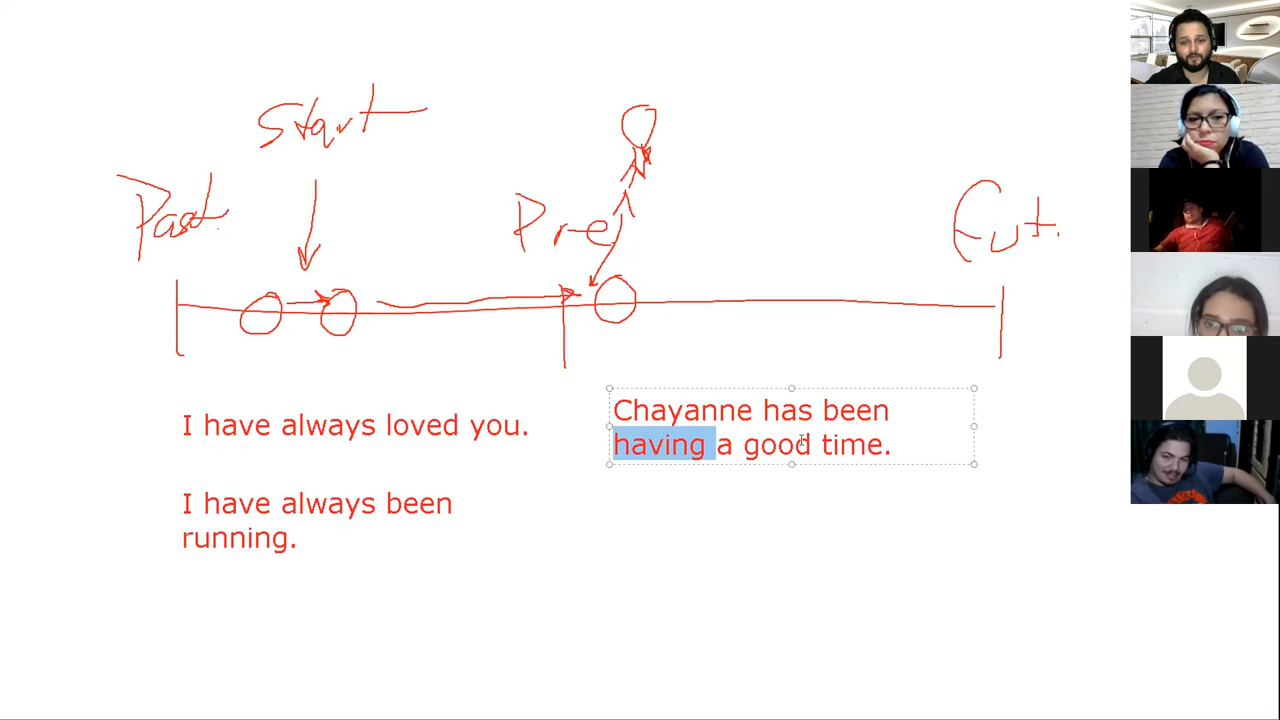 Start
Past.
Pre
Fut.
I have always loved you.
I have always been
running.
Chayanne has been
having a good time.